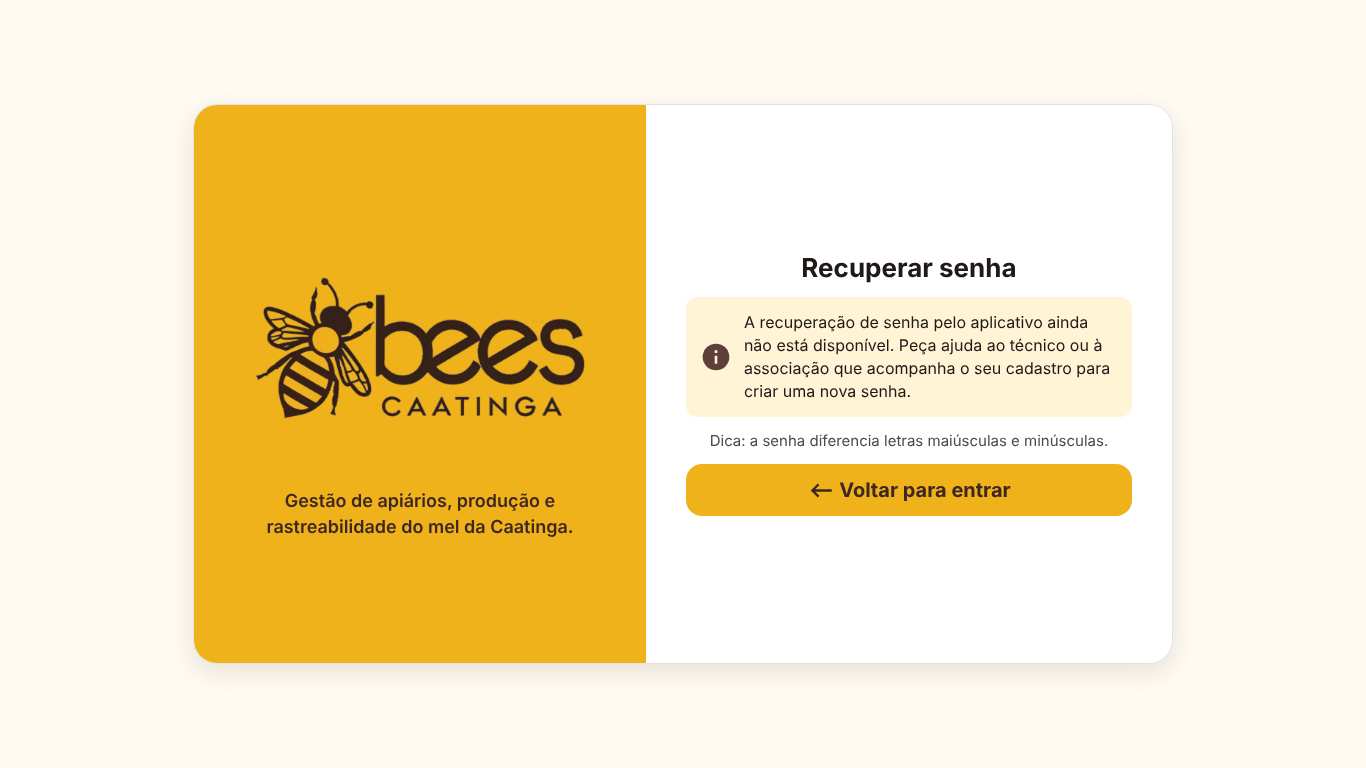 bees
CAATINGA
Gestão de apiários, produção e
rastreabilidade do mel da Caatinga.
Recuperar senha
A recuperação de senha pelo aplicativo ainda
não está disponível. Peça ajuda ao técnico ou à
associação que acompanha o seu cadastro para
criar uma nova senha.
Dica: a senha diferencia letras maiúsculas e minúsculas.
← Voltar para entrar